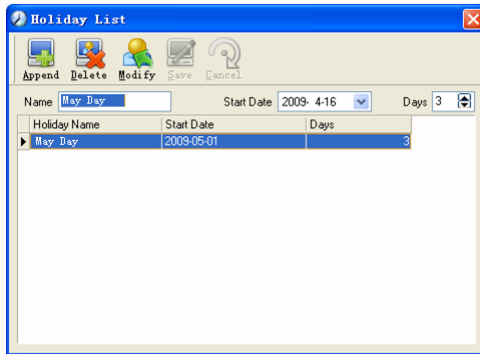 Holiday List
Append Delete Modify Save Cancel
Name May Day Start Date 2009- 4-16 Days 3
Holiday Name Start Date Days
May Day 2009-05-01 3